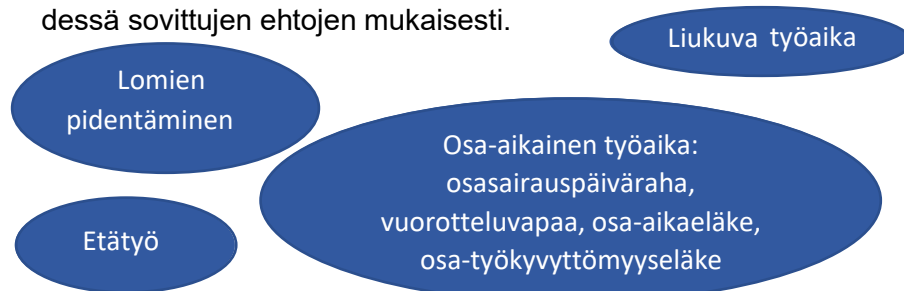 dessä sovittujen ehtojen mukaisesti.
Liukuva työaika
Lomien
pidentäminen
Osa-aikainen työaika:
osasairauspäiväraha,
vuorotteluvapaa, osa-aikaeläke,
osa-työkyvyttömyyseläke
Etätyö